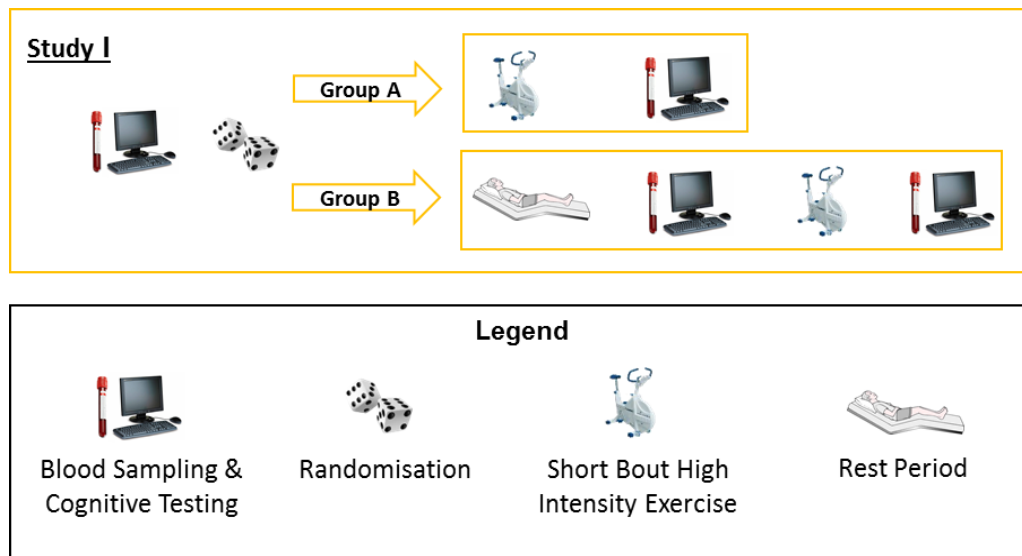 Study I
Group A
Group B
Legend
Blood Sampling &
Cognitive Testing
Randomisation
Short Bout High
Intensity Exercise
Rest Period